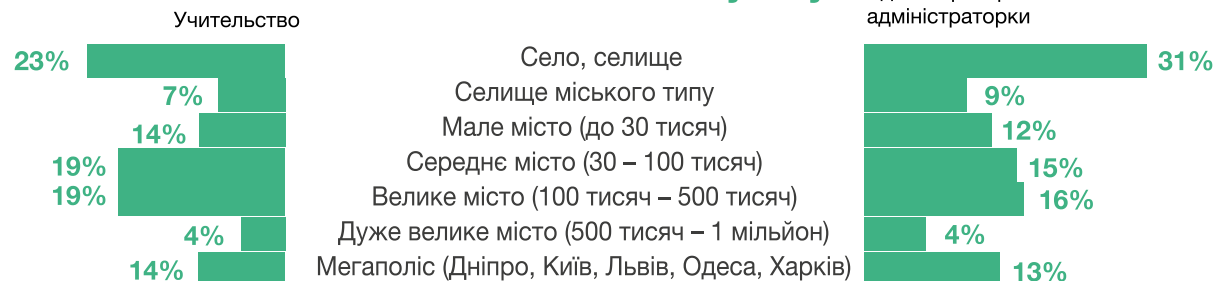 Учительство
адміністраторки
23% Село, селище 31%
7% Селище міського типу 9%
14% Мале місто (до 30 тисяч) 12%
19% Середнє місто (30 – 100 тисяч) 15%
19% Велике місто (100 тисяч – 500 тисяч) 16%
4% Дуже велике місто (500 тисяч – 1 мільйон) 4%
14% Мегаполіс (Дніпро, Київ, Львів, Одеса, Харків) 13%